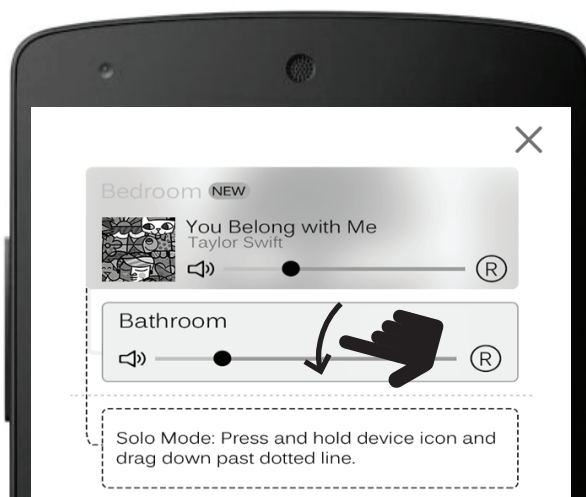 Bedroom NEW
You Belong with Me
Taylor Swift
R
Bathroom
R
Solo Mode: Press and hold device icon and
drag down past dotted line.